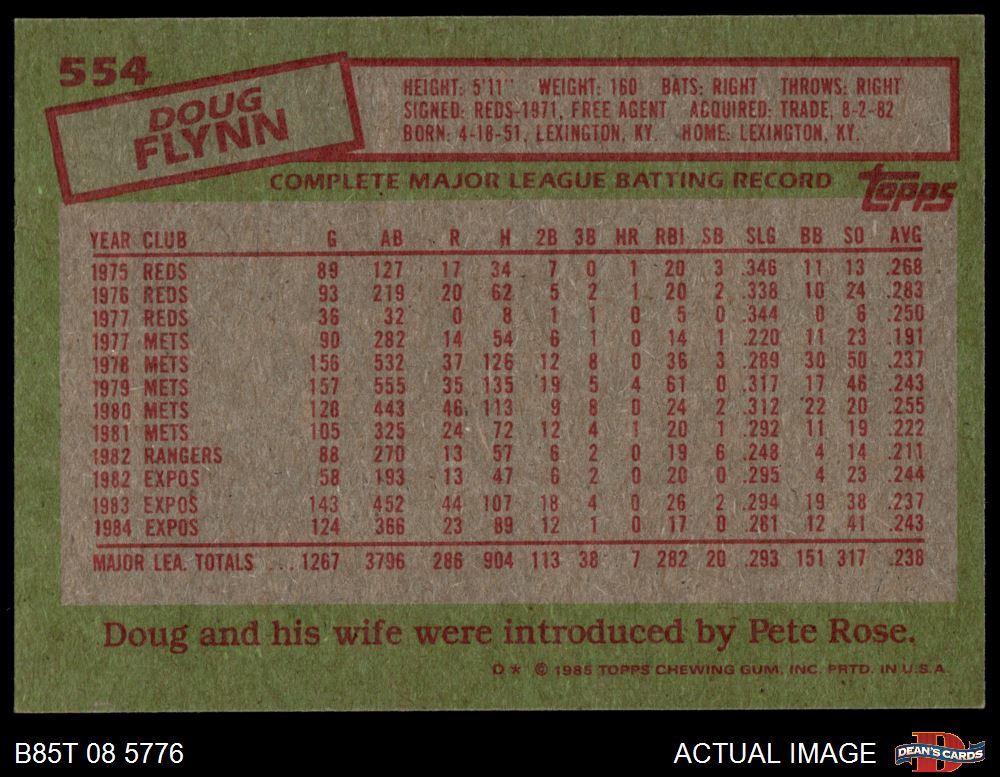 554
DOUG
FLYNN
HEIGHT: 5'11" WEIGHT: 160 BATS: RIGHT THROWS: RIGHT
SIGNED: REDS-1971, FREE AGENT ACQUIRED: TRADE, 8-2-82
BORN: 4-18-51, LEXINGTON, KY. HOME: LEXINGTON, KY.
COMPLETE MAJOR LEAGUE BATTING RECORD
topps
YEAR CLUB G AB R H 2B 3B HR RBI SB SLG BB SO AVG
1975 REDS 89 127 17 34 7 0 1 20 3 .346 11 13 .268
1976 REDS 93 219 20 62 5 2 1 20 2 .338 10 24 .283
1977 REDS 36 32 0 8 1 1 0 5 0 .344 0 6 .250
1977 METS 90 282 14 54 6 1 0 14 1 .220 11 23 .191
1978 METS 156 532 37 126 12 8 0 36 3 .289 30 50 .237
1979 METS 157 555 35 135 19 5 4 61 0 .317 17 46 .243
1980 METS 128 443 46 113 9 8 0 24 2 .312 22 20 .255
1981 METS 105 325 24 72 12 4 1 20 1 .292 11 19 .222
1982 RANGERS 88 270 13 57 6 2 0 19 6 .248 4 14 .211
1982 EXPOS 58 193 13 47 6 2 0 20 0 .295 4 23 .244
1983 EXPOS 143 452 44 107 18 4 0 26 2 .294 19 38 .237
1984 EXPOS 124 366 23 89 12 1 0 17 0 .281 12 41 .243
MAJOR LEA. TOTALS ... 1267 3796 286 904 113 38 7 282 20 .293 151 317 .238
Doug and his wife were introduced by Pete Rose.
D* © 1985 TOPPS CHEWING GUM, INC. PRTD. IN U.S.A.
B85T 08 5776
ACTUAL IMAGE
D
DEAN'S CARDS